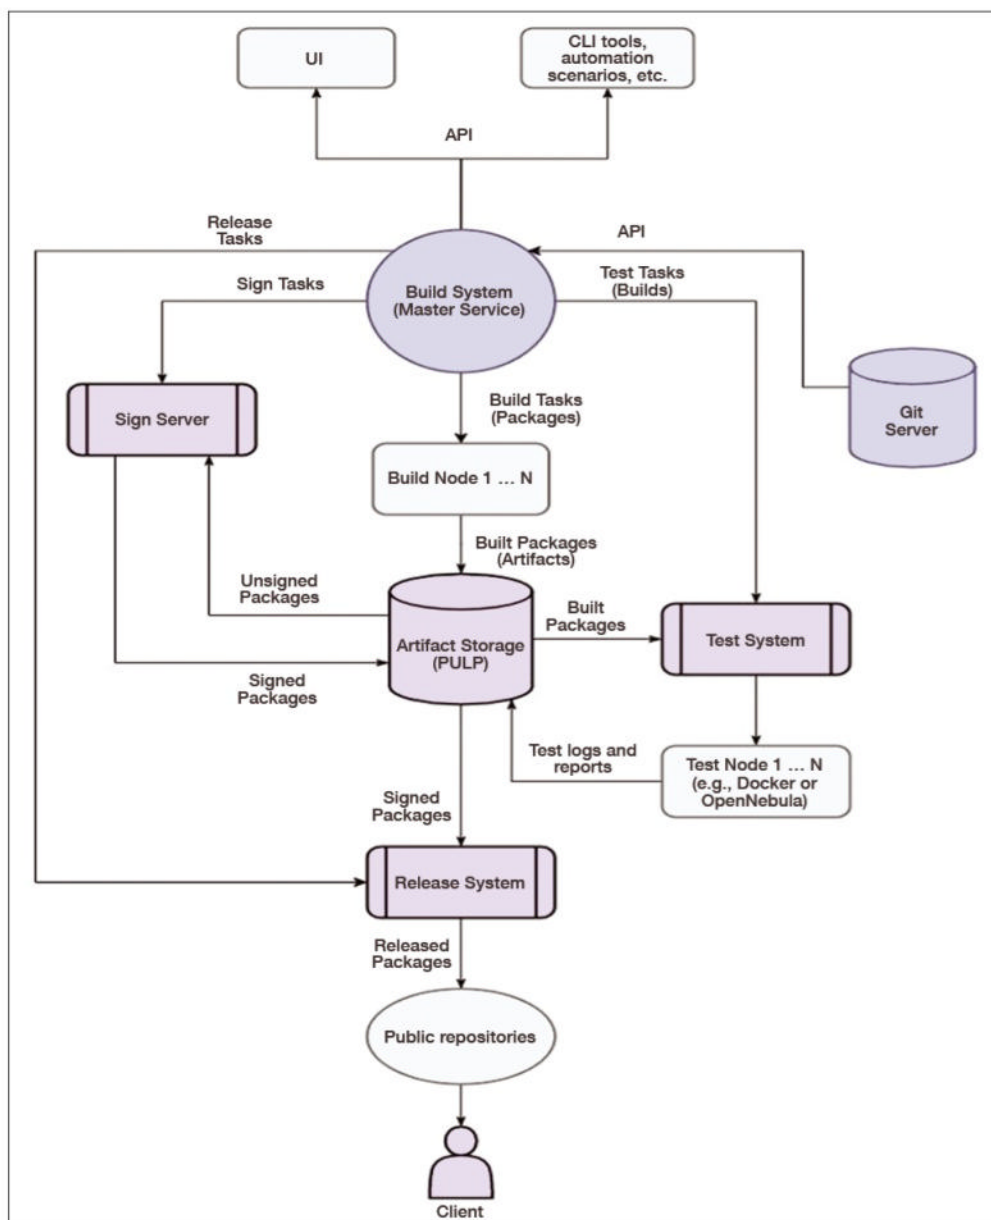 UI
CLI tools,
automation
scenarios, etc.
API
Release
Tasks
API
Sign Tasks
Test Tasks
(Builds)
Build System
(Master Service)
Sign Server
Build Tasks
(Packages)
Git
Server
Build Node 1 ... N
Built Packages
(Artifacts)
Unsigned
Packages
Built
Packages
Artifact Storage
(PULP)
Test System
Signed
Packages
Test logs and
reports
Test Node 1 ... N
(e.g., Docker or
OpenNebula)
Signed
Packages
Release System
Released
Packages
Public repositories
Client